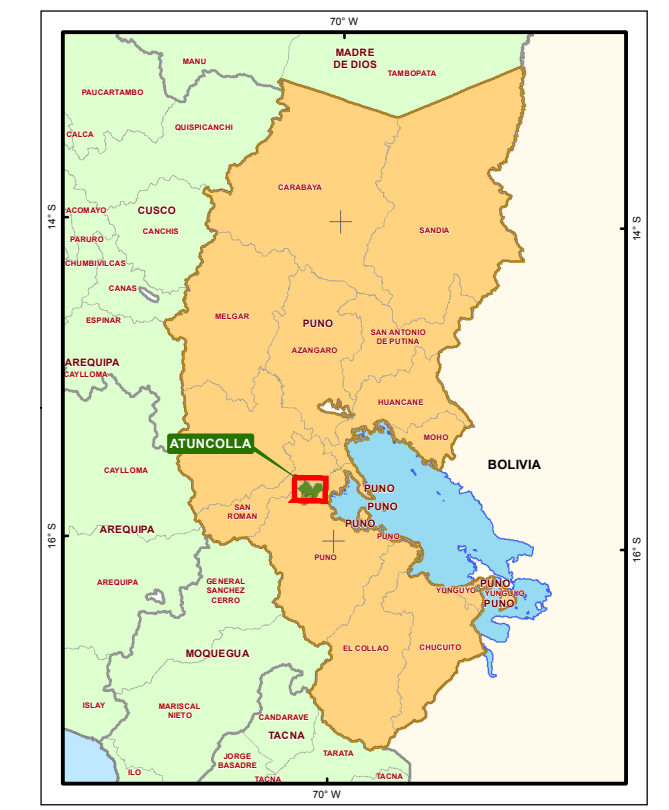 70° W
MADRE
DE DIOS
MANU
TAMBOPATA
PAUCARTAMBO
QUISPICANCHI
CALCA
CARABAYA
ACOMAYO
CUSCO
14° S
14° S
CANCHIS
SANDIA
PARURO
CHUMBIVILCAS
CANAS
MELGAR
ESPINAR
PUNO
SAN ANTONIO
DE PUTINA
AZANGARO
AREQUIPA
CAYLLOMA
HUANCANE
MOHO
ATUNCOLLA
BOLIVIA
CAYLLOMA
PUNO
SAN
ROMAN
PUNO
PUNO
AREQUIPA
PUNO
16° S
16° S
PUNO
AREQUIPA
GENERAL
SANCHEZ
CERRO
YUNGUYO
PUNO
YUNGUYO
PUNO
EL COLLAO
CHUCUITO
MOQUEGUA
ISLAY
MARISCAL
NIETO
CANDARAVE
TACNA
TARATA
JORGE
BASADRE
ILO
TACNA
TACNA
70° W